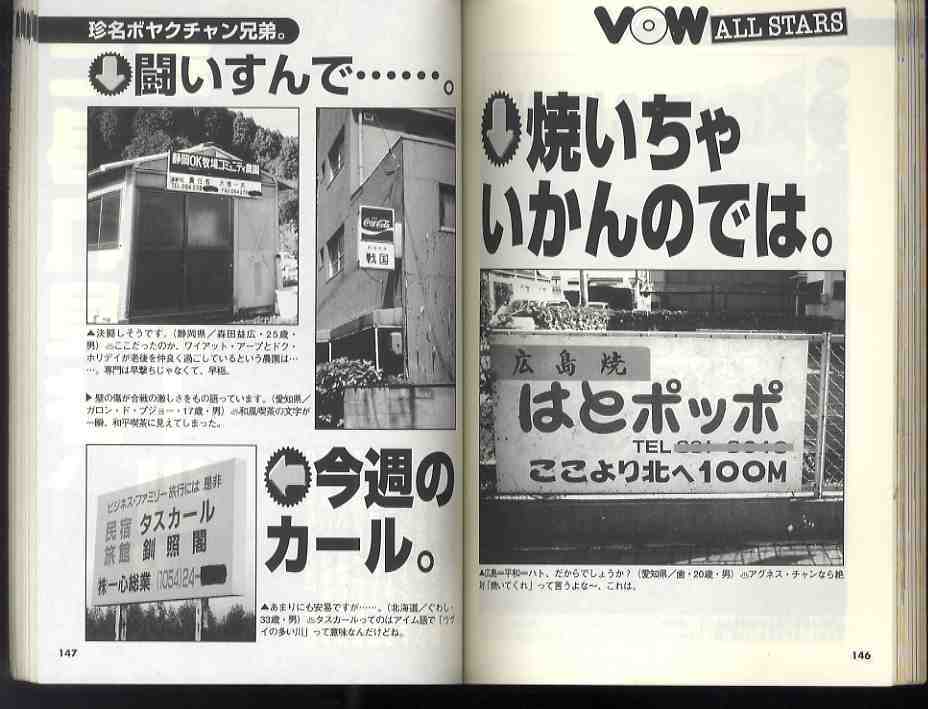 VOW ALL STARS
焼いちゃ
いかんのでは。
広島焼
はとポッポ
TEL
ここより北へ100M
▲広島=平和=ハト、だからでしょうか?(愛知県/歯・20歳・男)♨アグネス・チャンなら絶
対「焼いてくれ」って言うよなー、これは。
146
珍名ボヤクチャン兄弟。
闘いすんで……。
静岡OK牧場コミュニティ農園
Coca-Cola
戦国
▲決闘しそうです。(静岡県/森田益広・25歳・
男)♨ここだったのか、ワイアット・アープとドク・
ホリデイが老後を仲良く過ごしているという農園は…
…。専門は早撃ちじゃなくて、早稲。
▶壁の傷が合戦の激しさをもの語っています。(愛知県/
ガロン・ド・ブジョー・17歳・男)♨和風喫茶の文字が
一瞬、和平喫茶に見えてしまった。
今週の
カール。
ビジネス・ファミリー旅行には 是非
民宿 タスカール
旅館 釧照閣
株一心総業 (0154)24-
▲あまりにも安易ですが……。(北海道/ぐわし・
33歳・男)♨タスカールってのはアイム語で「ウグ
イの多い川」って意味なんだけどね。
147